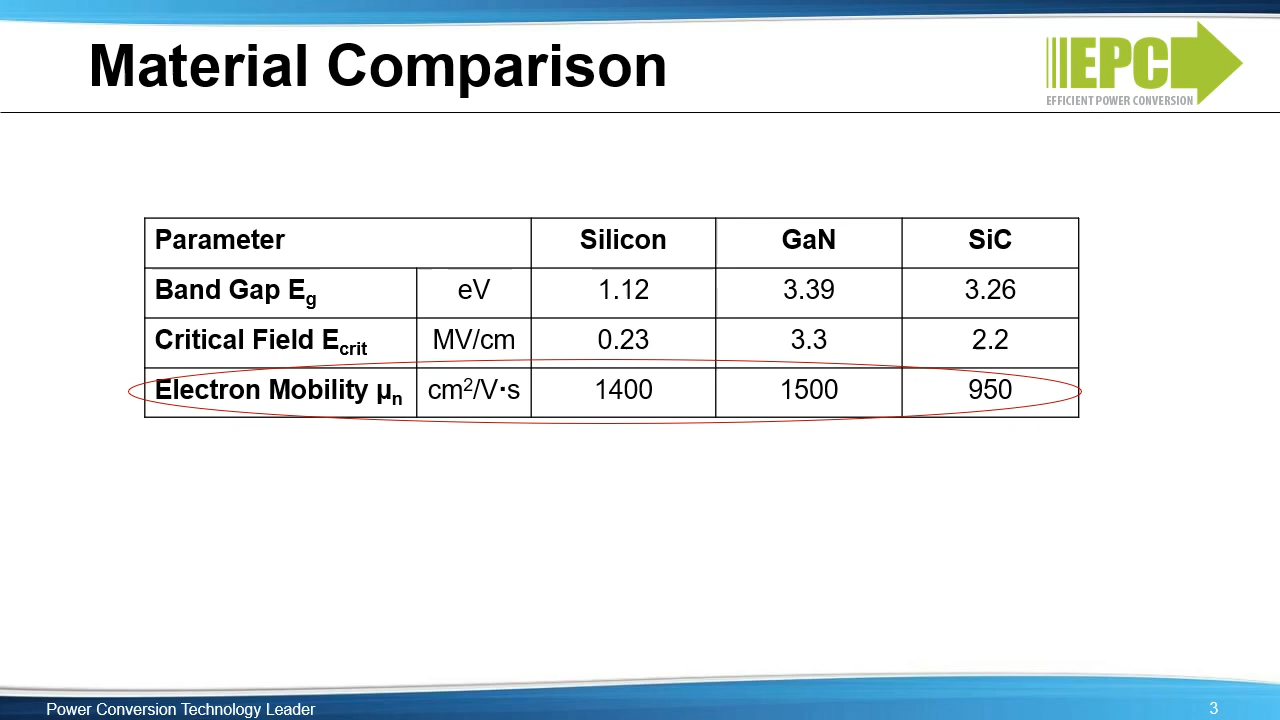 Material Comparison
EPC
EFFICIENT POWER CONVERSION
Parameter Silicon GaN SiC
Band Gap Eg eV 1.12 3.39 3.26
Critical Field Ecrit MV/cm 0.23 3.3 2.2
Electron Mobility μn cm²/V·s 1400 1500 950
Power Conversion Technology Leader
3